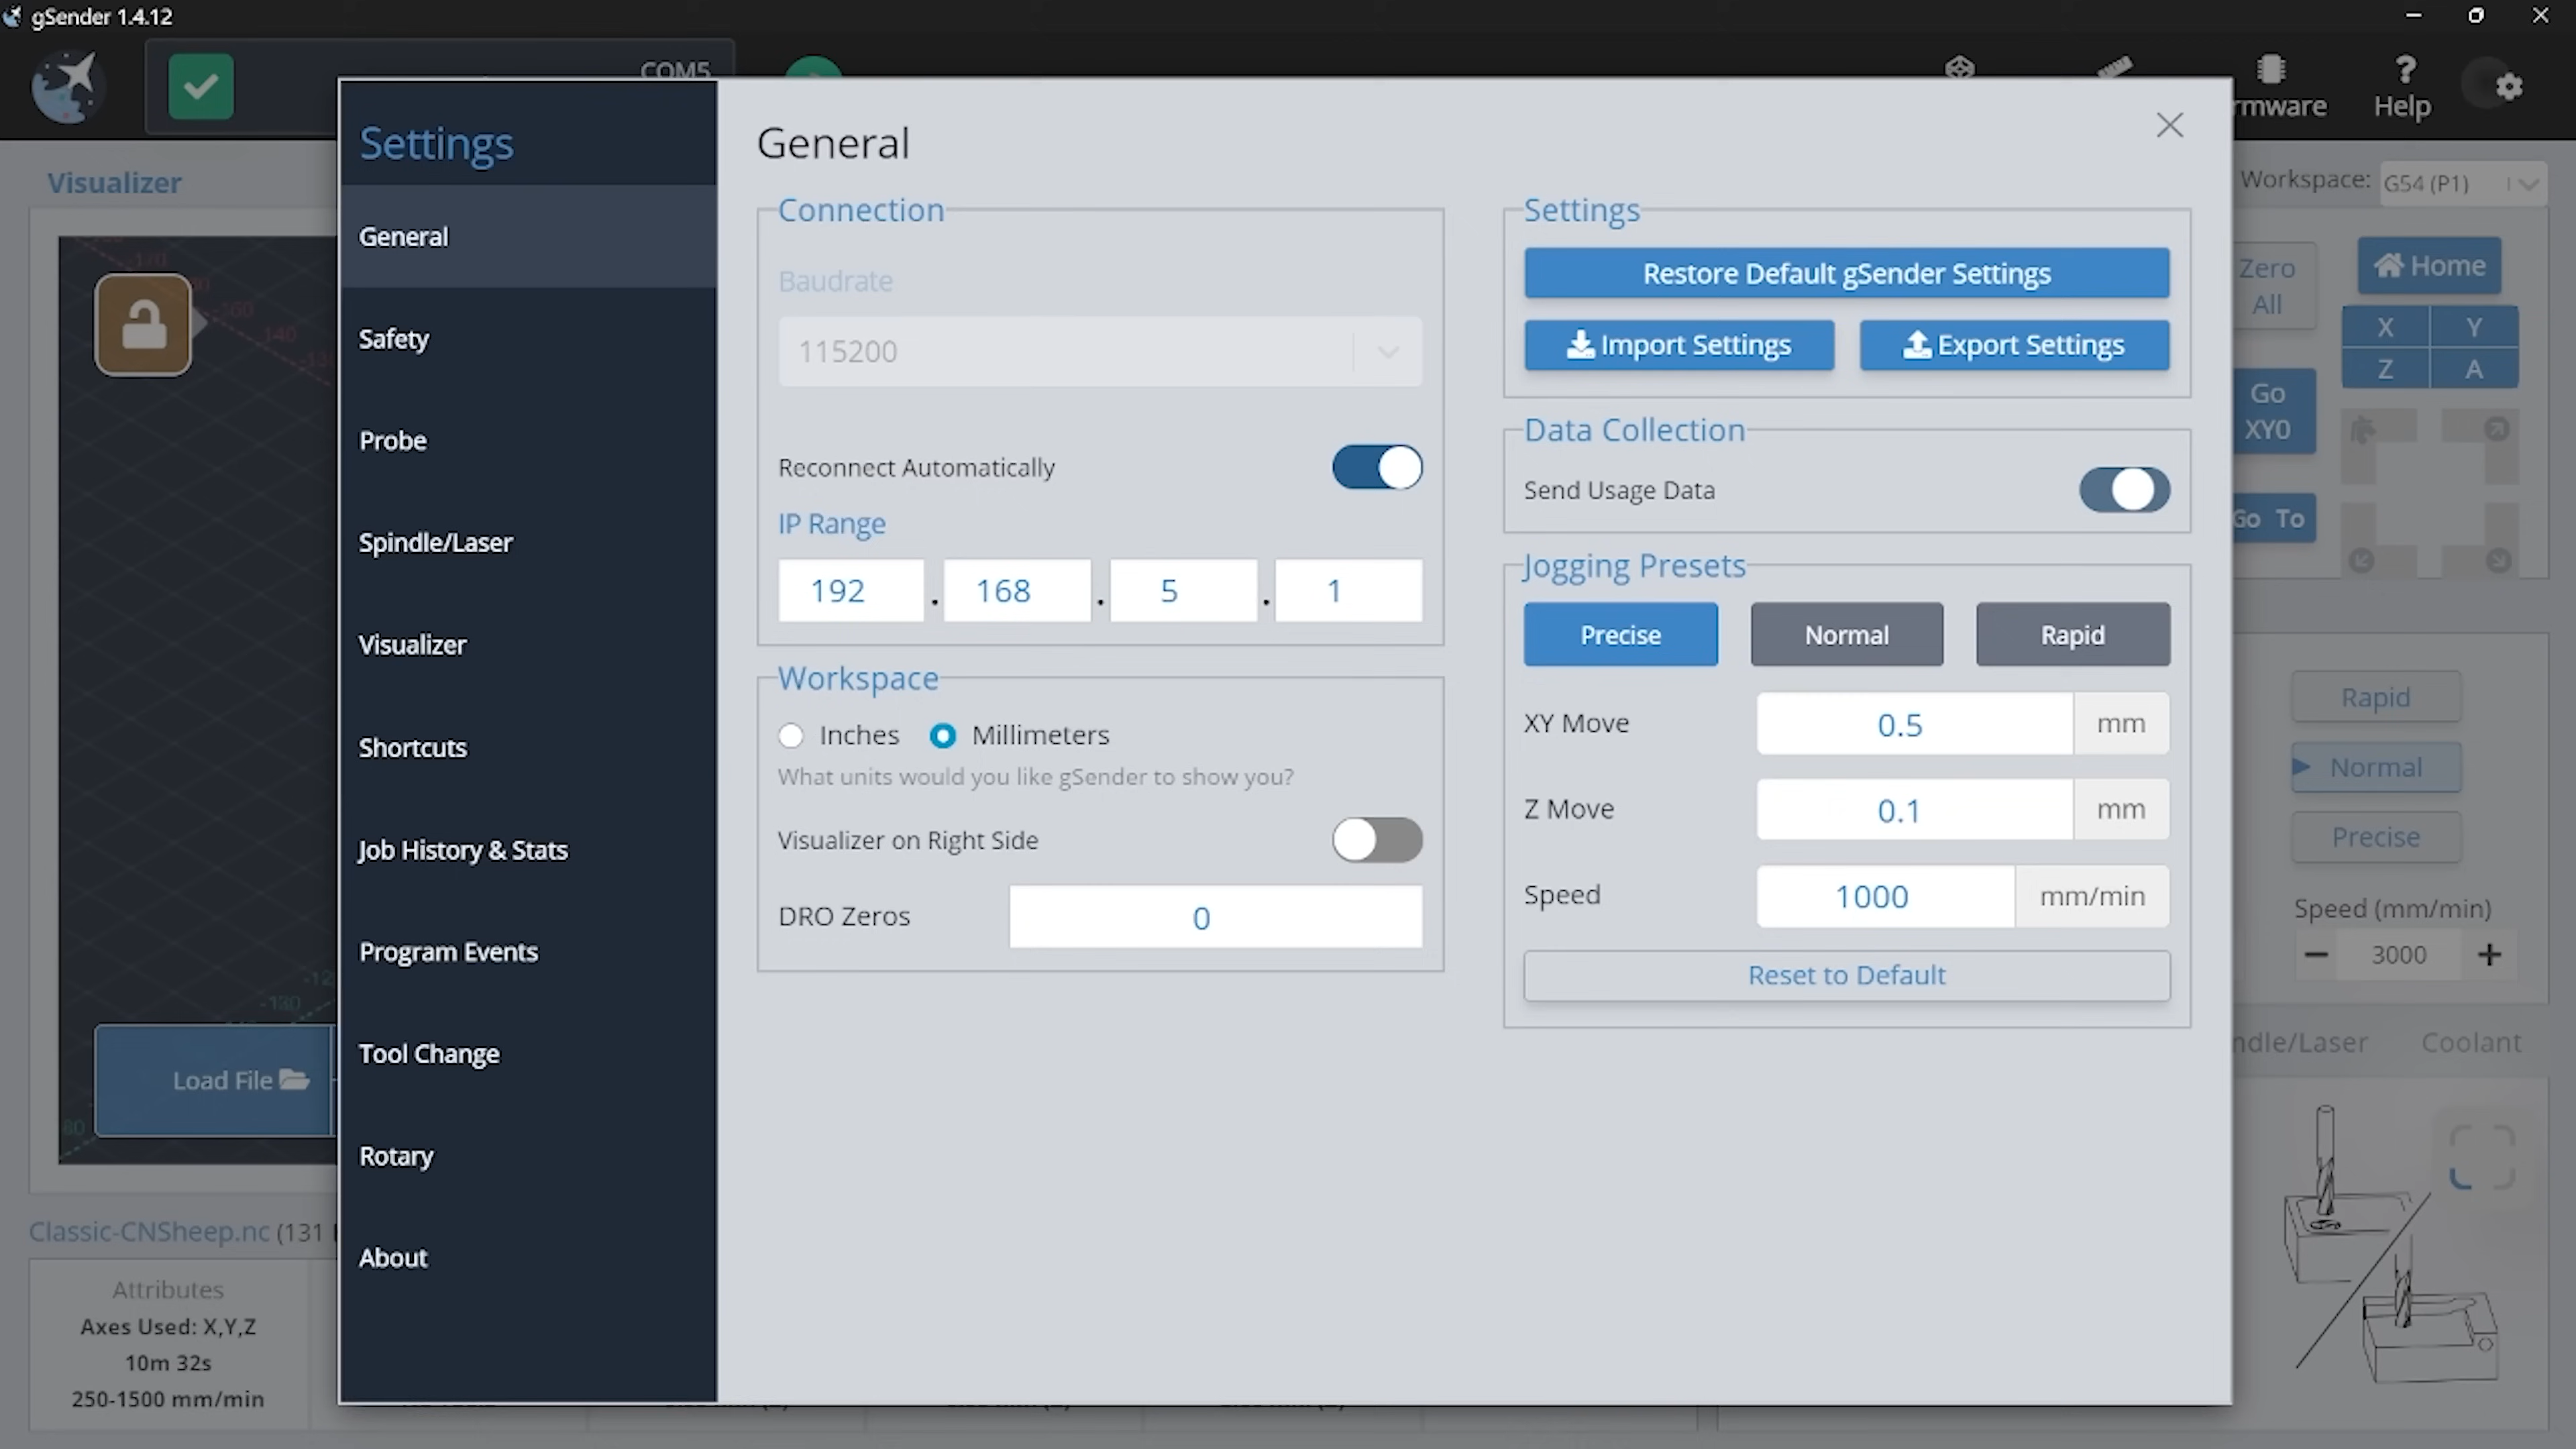 gSender 1.4.12
COM5
rmware
Help
Visualizer
Workspace:
G54 (P1)
Zero
All
Home
X
Y
Z
A
Go
XY0
Go To
Rapid
Normal
Precise
Speed (mm/min)
3000
ndle/Laser
Coolant
Load File
Classic-CNSheep.nc (131
Attributes
Axes Used: X,Y,Z
10m 32s
250-1500 mm/min
Settings
General
Safety
Probe
Spindle/Laser
Visualizer
Shortcuts
Job History & Stats
Program Events
Tool Change
Rotary
About
General
Connection
Baudrate
115200
Reconnect Automatically
IP Range
192 . 168 . 5 . 1
Workspace
Inches
Millimeters
What units would you like gSender to show you?
Visualizer on Right Side
DRO Zeros
0
Settings
Restore Default gSender Settings
Import Settings
Export Settings
Data Collection
Send Usage Data
Jogging Presets
Precise
Normal
Rapid
XY Move
0.5
mm
Z Move
0.1
mm
Speed
1000
mm/min
Reset to Default